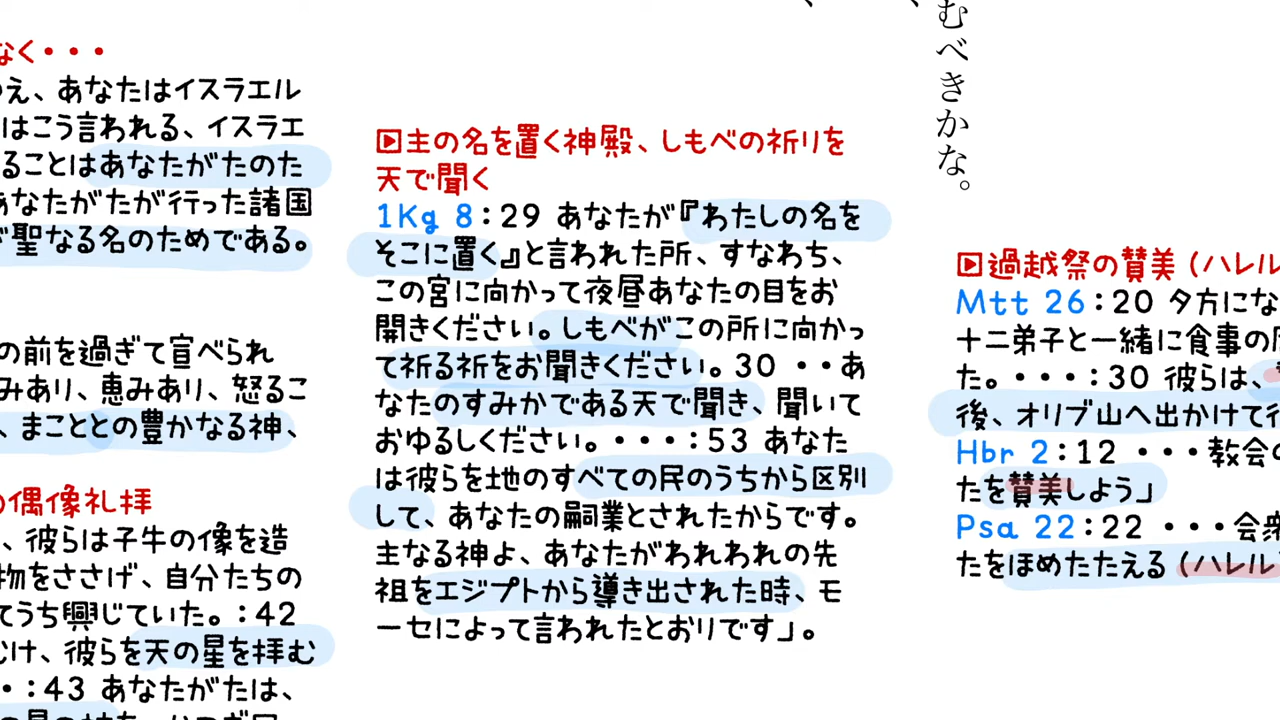 むべきかな。
なく・・・
え、あなたはイスラエル
はこう言われる、イスラエ
ることはあなたがたのた
あなたがたが行った諸国
聖なる名のためである。
の前を過ぎて宣べられ
みあり、恵みあり、怒るこ
、まこととの豊かなる神、
の偶像礼拝
、彼らは子牛の像を造
物をささげ、自分たちの
てうち興じていた。:42
むけ、彼らを天の星を拝む
・:43 あなたがたは、
▶主の名を置く神殿、しもべの祈りを
天で聞く
1Kg 8:29 あなたが『わたしの名を
そこに置く』と言われた所、すなわち、
この宮に向かって夜昼あなたの目をお
開きください。しもべがこの所に向かっ
て祈る祈をお聞きください。30 ・・あ
なたのすみかである天で聞き、聞いて
おゆるしください。・・・:53 あなた
は彼らを地のすべての民のうちから区別
して、あなたの嗣業とされたからです。
主なる神よ、あなたがわれわれの先
祖をエジプトから導き出された時、モ
ーセによって言われたとおりです」。
▶過越祭の賛美(ハレル
Mtt 26:20 夕方にな
十二弟子と一緒に食事の
た。・・・:30 彼らは、
後、オリブ山へ出かけて行
Hbr 2:12 ・・・教会の
たを賛美しよう」
Psa 22:22 ・・・会衆
たをほめたたえる(ハレル